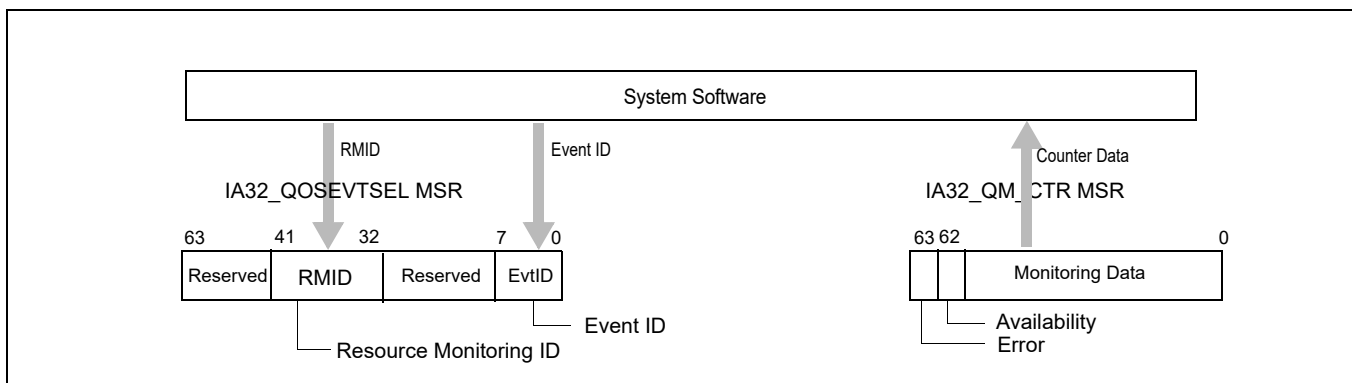 System Software
RMID Event ID Counter Data
IA32_QOSEVTSEL MSR IA32_QM_CTR MSR
63 41 32 7 0 63 62 0
Reserved RMID Reserved EvtID Monitoring Data
Event ID Availability
Resource Monitoring ID Error